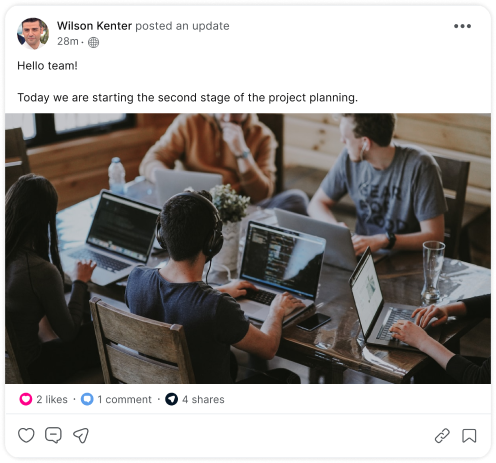 Wilson Kenter posted an update
28m ·
Hello team!
Today we are starting the second stage of the project planning.
2 likes · 1 comment · 4 shares